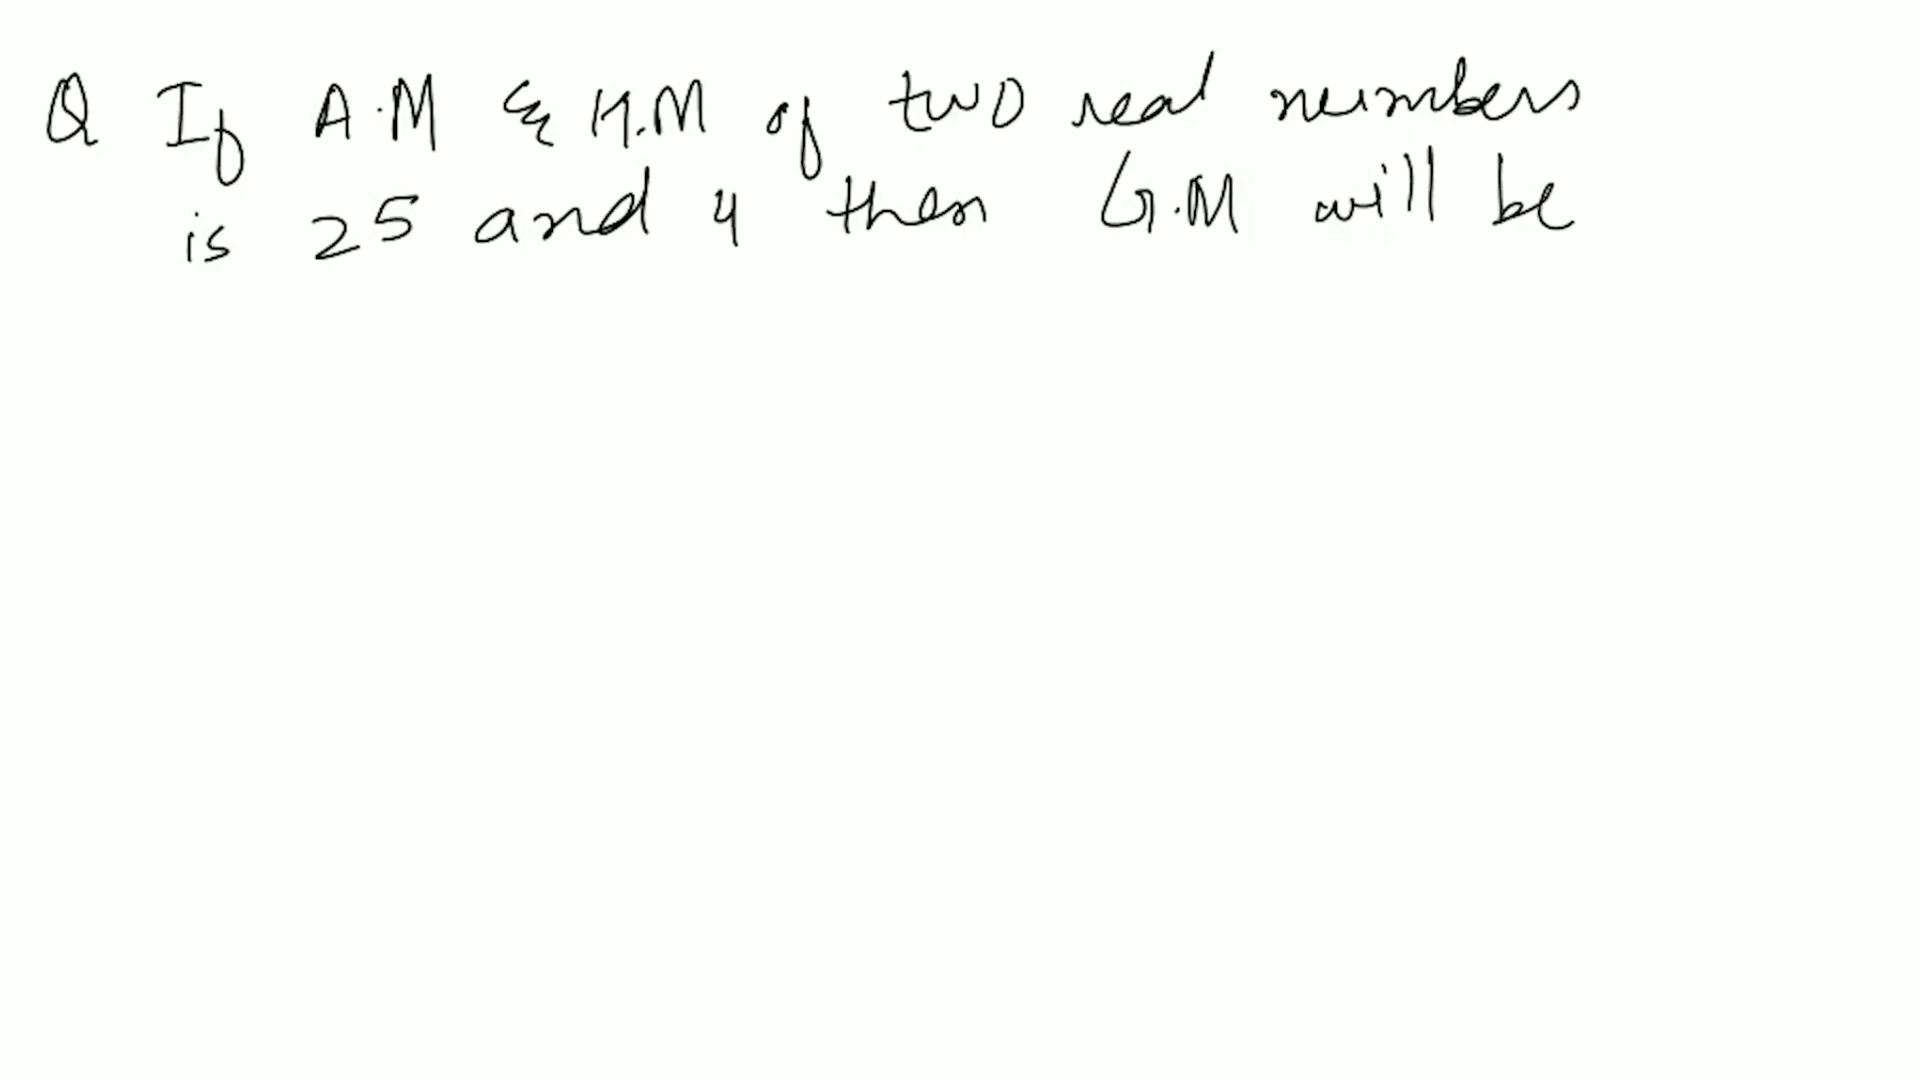 Q If A.M & H.M of two real numbers
is 25 and 4 then G.M will be